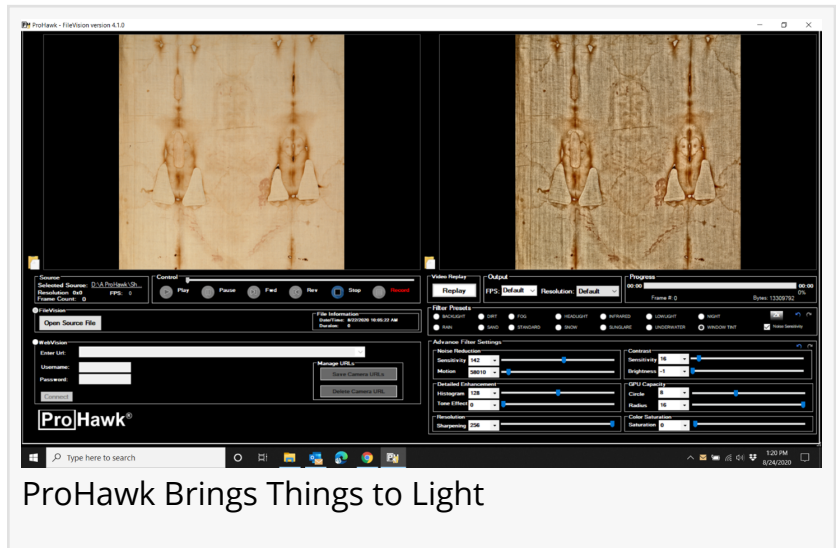 ProHawk - FileVision version 4.1.0
Source
Selected Source: D:\A ProHawk\Sh...
Resolution 0x0 FPS: 0
Frame Count: 0
Control
Play Pause Fwd Rev Stop Record
FileVision
Open Source File
File Information
Date/Time: 8/22/2020 10:05:22 AM
Duration: 0
WebVision
Enter Url:
Username:
Password:
Connect
Manage URLs
Save Camera URLs
Delete Camera URL
ProHawk®
Video Replay
Replay
Output
FPS: Default Resolution: Default
Progress
00:00 00:00
0%
Frame #: 0 Bytes: 13309792
Filter Presets
BACKLIGHT DIRT FOG HEADLIGHT INFRARED LOWLIGHT NIGHT
RAIN SAND STANDARD SNOW SUNGLARE UNDERWATER WINDOW TINT Noise Sensitivity
Advance Filter Settings
Noise Reduction
Sensitivity 142
Motion 58010
Contrast
Sensitivity 16
Brightness -1
Detailed Enhancement
Histogram 128
Tone Effect 0
GPU Capacity
Circle 8
Radius 16
Resolution
Sharpening 256
Color Saturation
Saturation 0
Type here to search
1:20 PM
8/24/2020
ProHawk Brings Things to Light